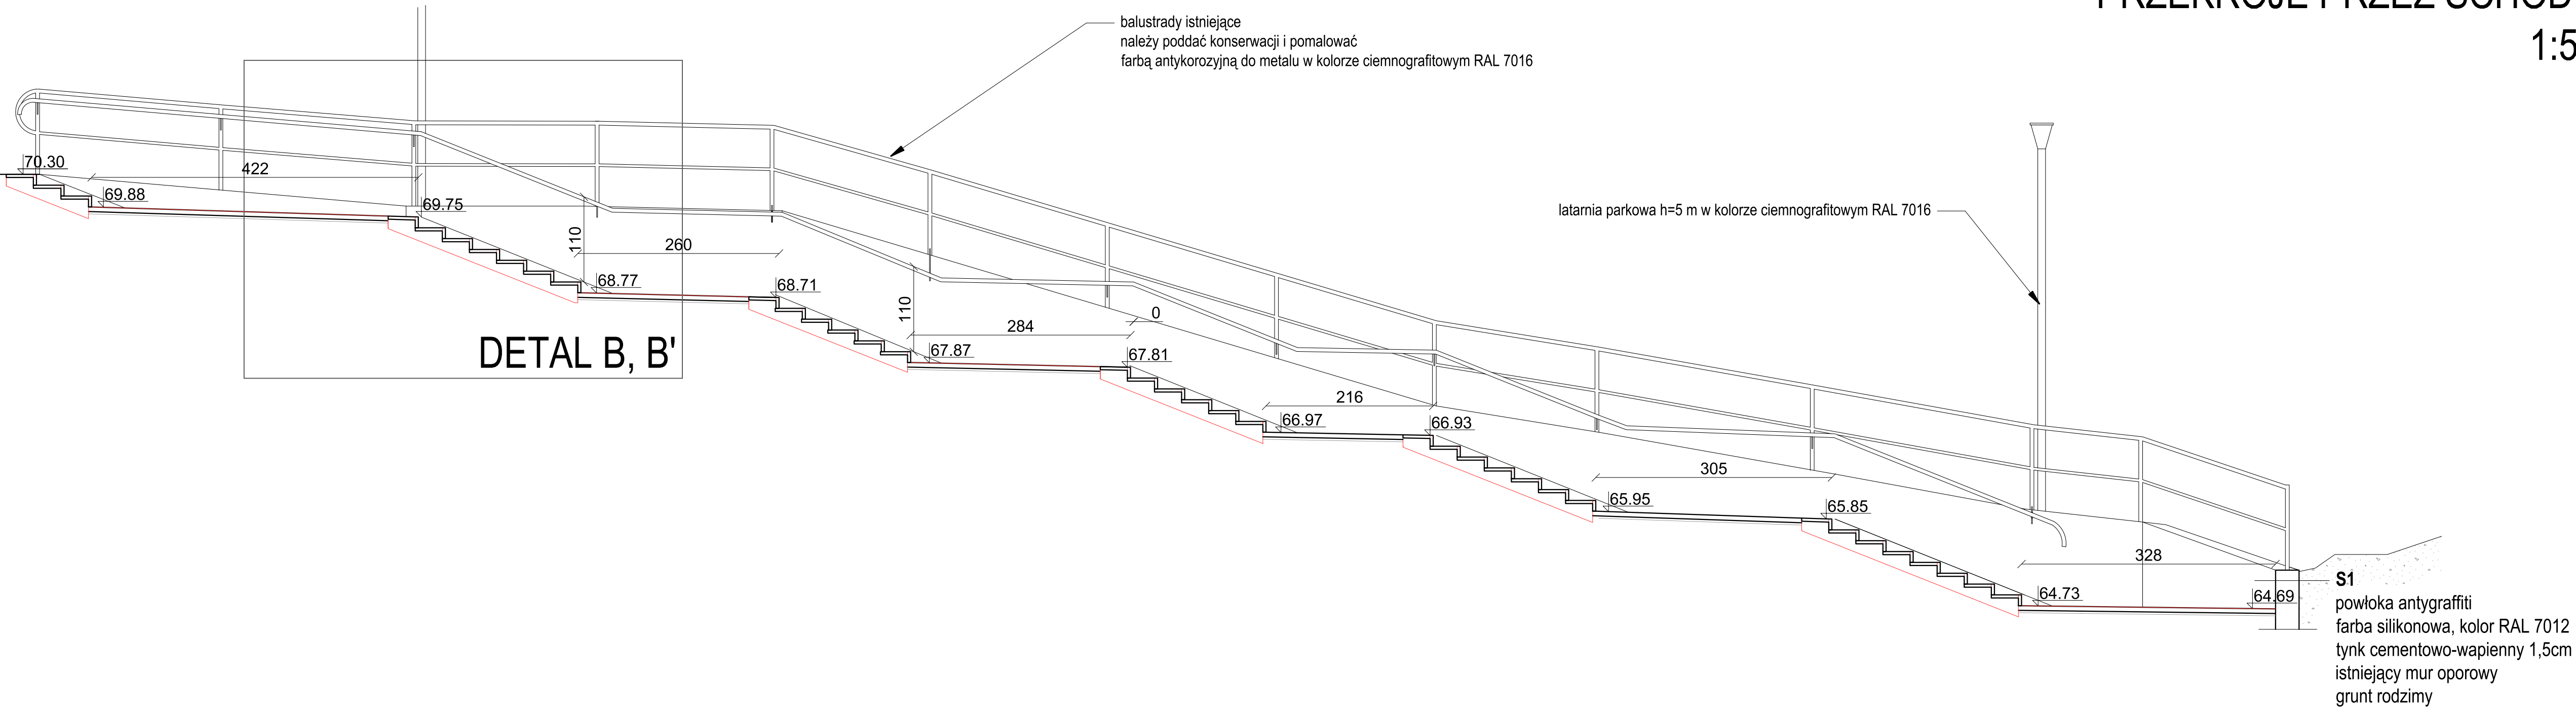 PRZEKROJE PRZEZ SCHOD
1:5
balustrady istniejące
należy poddać konserwacji i pomalować
farbą antykorozyjną do metalu w kolorze ciemnografitowym RAL 7016
70.30
422
69.88
69.75
110
260
68.77
68.71
DETAL B, B'
110
284
0
67.87
67.81
216
66.97
66.93
latarnia parkowa h=5 m w kolorze ciemnografitowym RAL 7016
305
65.95
65.85
328
64.73
64.69
S1
powłoka antygraffiti
farba silikonowa, kolor RAL 7012
tynk cementowo-wapienny 1,5cm
istniejący mur oporowy
grunt rodzimy